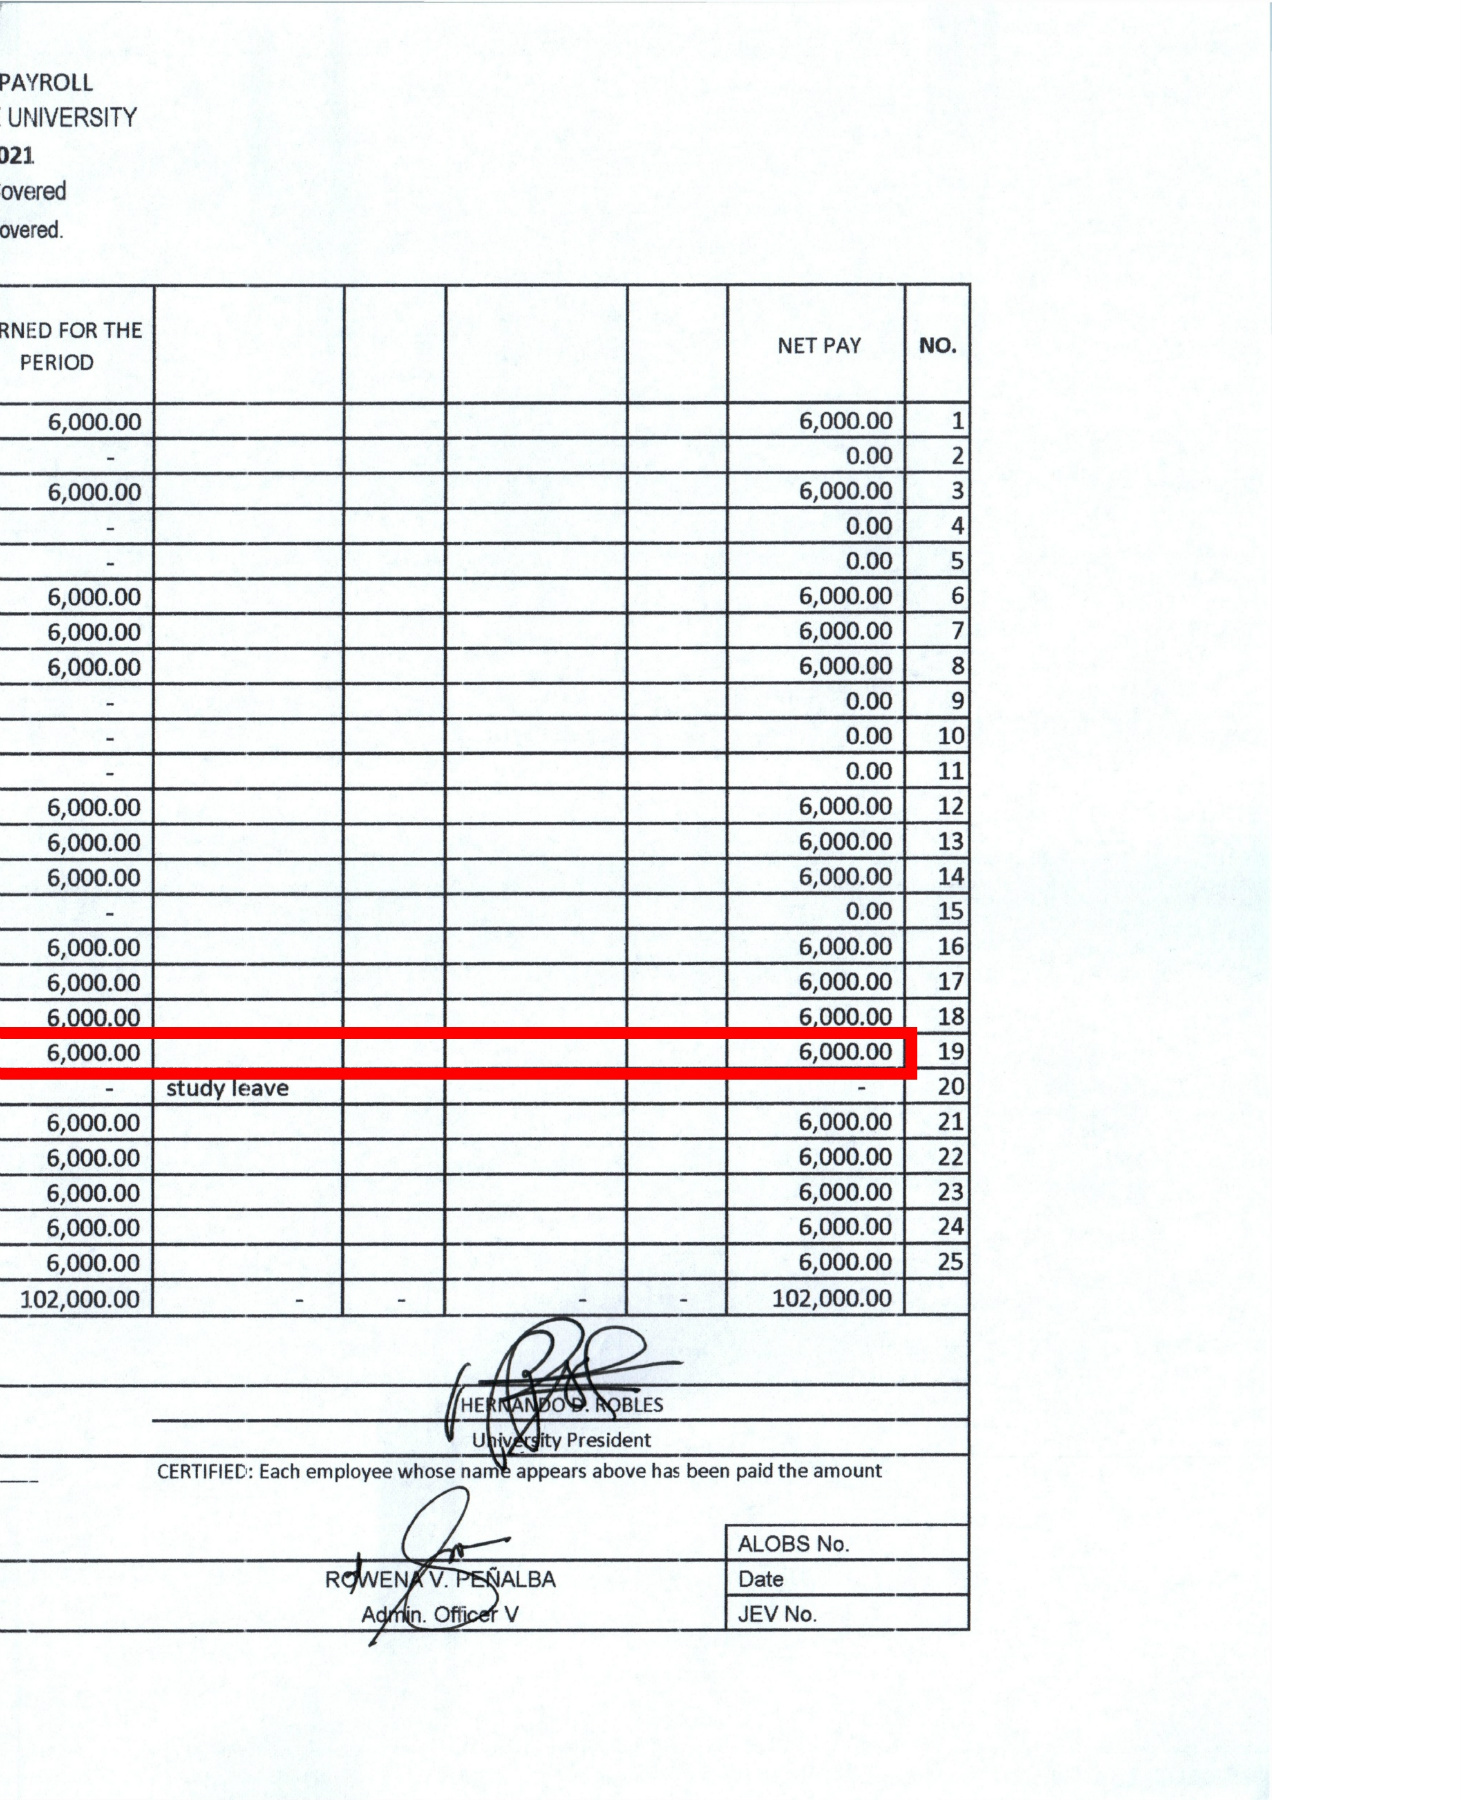 PAYROLL
UNIVERSITY
021
overed
overed.
RNED FOR THE
PERIOD NET PAY NO.
6,000.00 6,000.00 1
- 0.00 2
6,000.00 6,000.00 3
- 0.00 4
- 0.00 5
6,000.00 6,000.00 6
6,000.00 6,000.00 7
6,000.00 6,000.00 8
- 0.00 9
- 0.00 10
- 0.00 11
6,000.00 6,000.00 12
6,000.00 6,000.00 13
6,000.00 6,000.00 14
- 0.00 15
6,000.00 6,000.00 16
6,000.00 6,000.00 17
6,000.00 6,000.00 18
6,000.00 6,000.00 19
- study leave - 20
6,000.00 6,000.00 21
6,000.00 6,000.00 22
6,000.00 6,000.00 23
6,000.00 6,000.00 24
6,000.00 6,000.00 25
102,000.00 - - - - 102,000.00
HERNANDO D. ROBLES
University President
CERTIFIED: Each employee whose name appears above has been paid the amount
ALOBS No.
ROWENA V. PEÑALBA Date
Admin. Officer V JEV No.